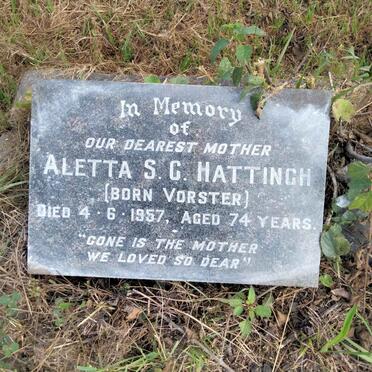 In Memory
of
OUR DEAREST MOTHER
ALETTA S. C. HATTINGH
(BORN VORSTER)
DIED 4·6·1957, AGED 74 YEARS.
"GONE IS THE MOTHER
WE LOVED SO DEAR"